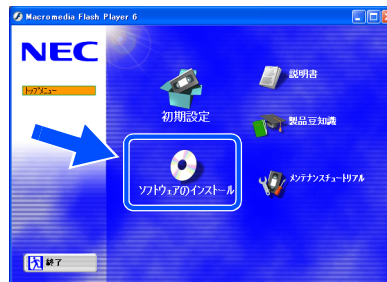 Macromedia Flash Player 6
NEC
トップメニュー
初期設定
説明書
製品豆知識
ソフトウェアのインストール
メンテナンスチュートリアル
終了